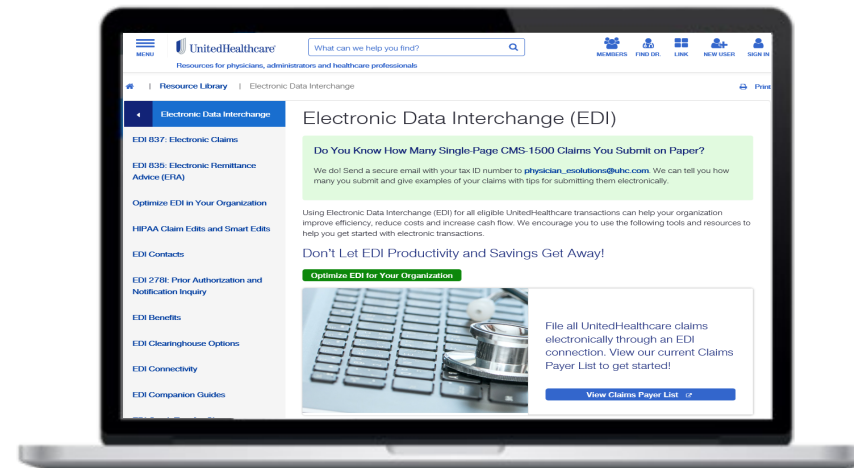 MENU
UnitedHealthcare®
What can we help you find?
MEMBERS
FIND DR.
LINK
NEW USER
SIGN IN
Resources for physicians, administrators and healthcare professionals
| Resource Library | Electronic Data Interchange
Print
Electronic Data Interchange
EDI 837: Electronic Claims
EDI 835: Electronic Remittance
Advice (ERA)
Optimize EDI in Your Organization
HIPAA Claim Edits and Smart Edits
EDI Contacts
EDI 278I: Prior Authorization and
Notification Inquiry
EDI Benefits
EDI Clearinghouse Options
EDI Connectivity
EDI Companion Guides
Electronic Data Interchange (EDI)
Do You Know How Many Single-Page CMS-1500 Claims You Submit on Paper?
We do! Send a secure email with your tax ID number to physician_esolutions@uhc.com. We can tell you how
many you submit and give examples of your claims with tips for submitting them electronically.
Using Electronic Data Interchange (EDI) for all eligible UnitedHealthcare transactions can help your organization
improve efficiency, reduce costs and increase cash flow. We encourage you to use the following tools and resources to
help you get started with electronic transactions.
Don't Let EDI Productivity and Savings Get Away!
Optimize EDI for Your Organization
File all UnitedHealthcare claims
electronically through an EDI
connection. View our current Claims
Payer List to get started!
View Claims Payer List